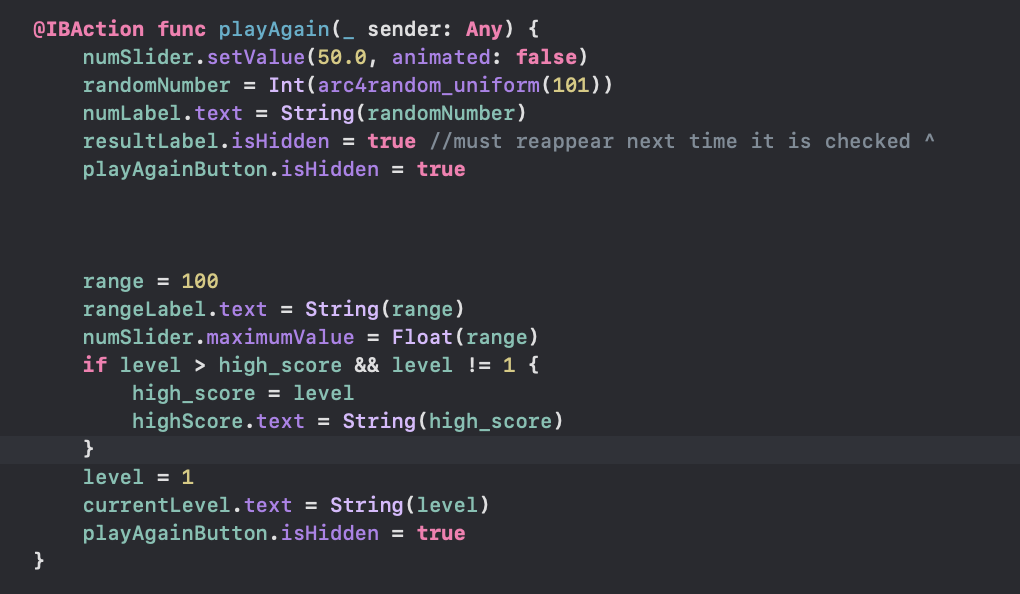 @IBAction func playAgain(_ sender: Any) {
    numSlider.setValue(50.0, animated: false)
    randomNumber = Int(arc4random_uniform(101))
    numLabel.text = String(randomNumber)
    resultLabel.isHidden = true //must reappear next time it is checked ^
    playAgainButton.isHidden = true
    range = 100
    rangeLabel.text = String(range)
    numSlider.maximumValue = Float(range)
    if level > high_score && level != 1 {
        high_score = level
        highScore.text = String(high_score)
    }
    level = 1
    currentLevel.text = String(level)
    playAgainButton.isHidden = true
}